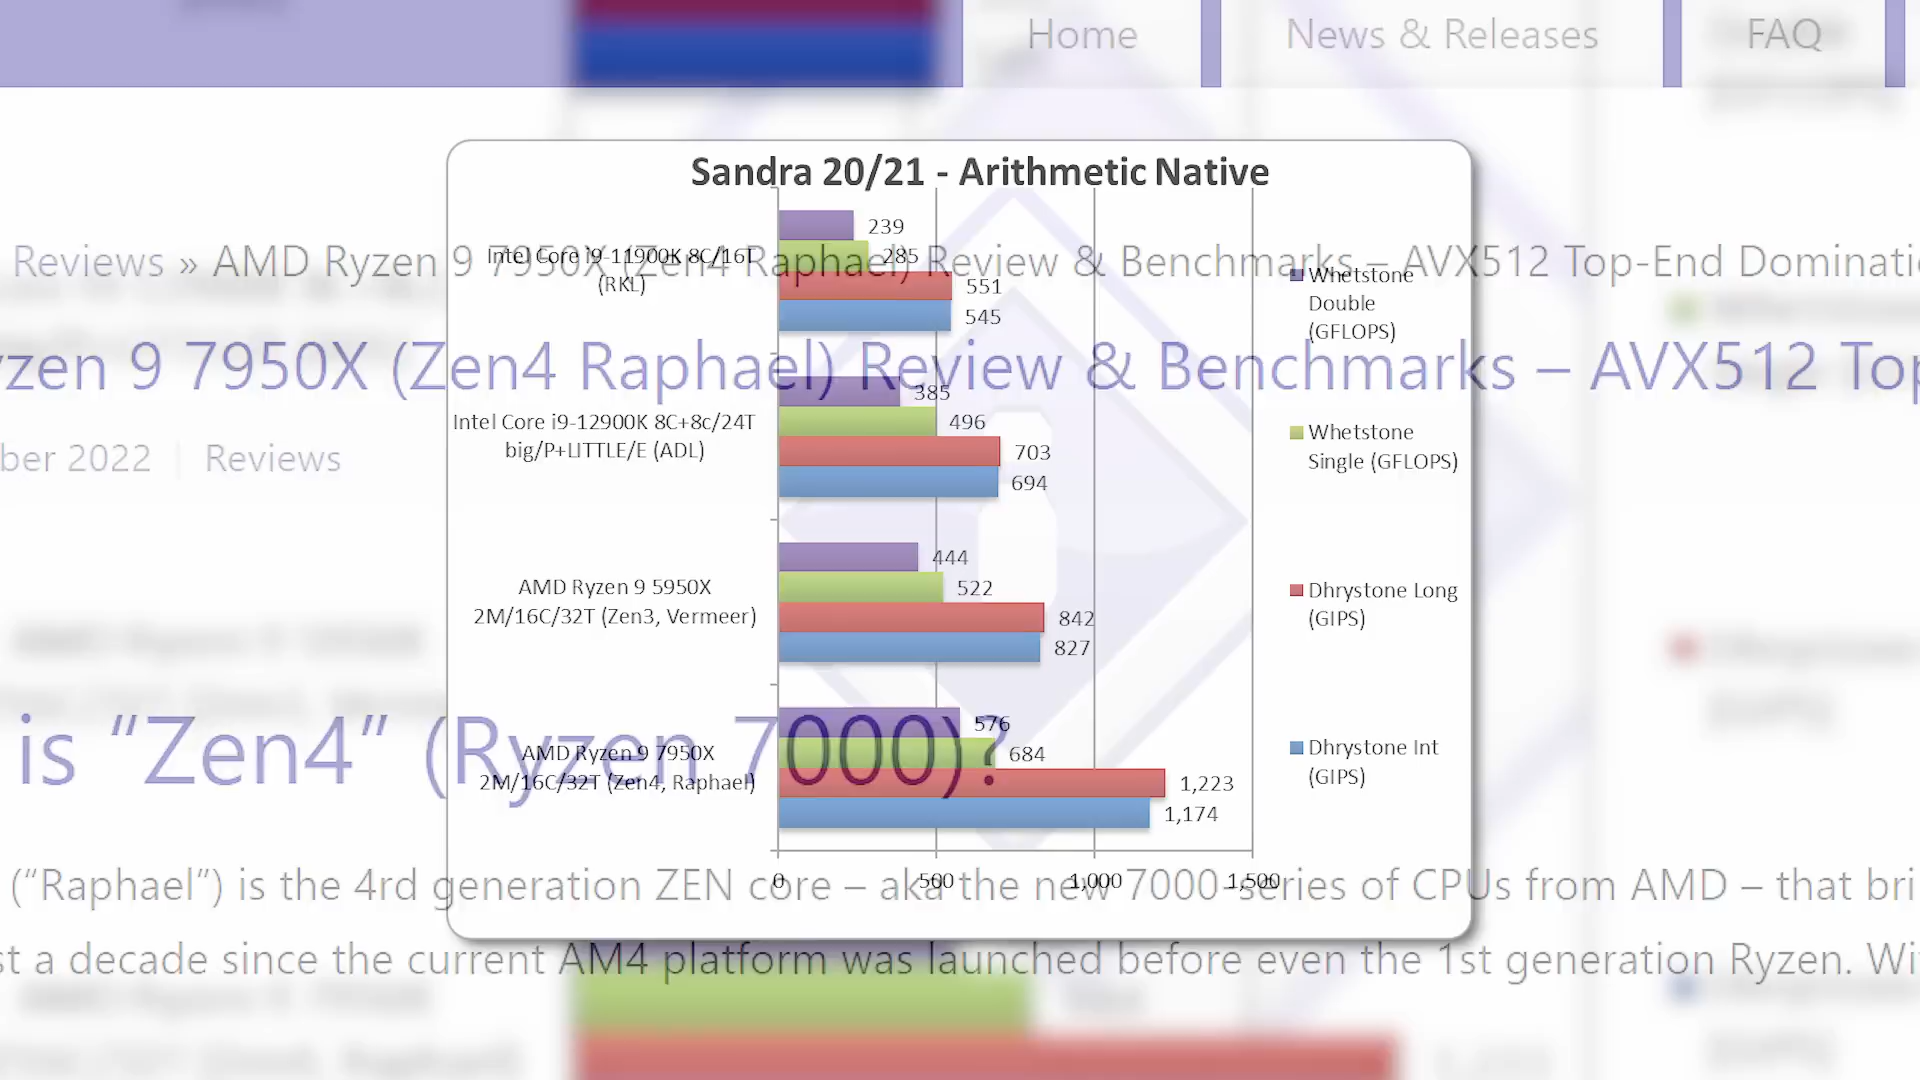 Home
News & Releases
FAQ
Sandra 20/21 - Arithmetic Native
Reviews » AMD Ryzen 9 7950X (Zen4 Raphael) Review & Benchmarks – AVX512 Top-End
239
Intel Core i9-11900K 8C/16T
(RKL)
285
551
545
Whetstone
Double
(GFLOPS)
9 7950X (Zen4 Raphael) Review & Benchmarks – AVX512
385
Intel Core i9-12900K 8C+8c/24T
big/P+LITTLE/E (ADL)
496
703
694
Whetstone
Single (GFLOPS)
2022
Reviews
444
AMD Ryzen 9 5950X
2M/16C/32T (Zen3, Vermeer)
522
842
827
Dhrystone Long
(GIPS)
is “Zen4” (Ryzen 7000)?
576
AMD Ryzen 9 7950X
2M/16C/32T (Zen4, Raphael)
684
1,223
1,174
Dhrystone Int
(GIPS)
0
500
1,000
1,500
(“Raphael”) is the 4rd generation ZEN core – aka the new 7000-series of CPUs from AMD – that
a decade since the current AM4 platform was launched before even the 1st generation Ryzen.